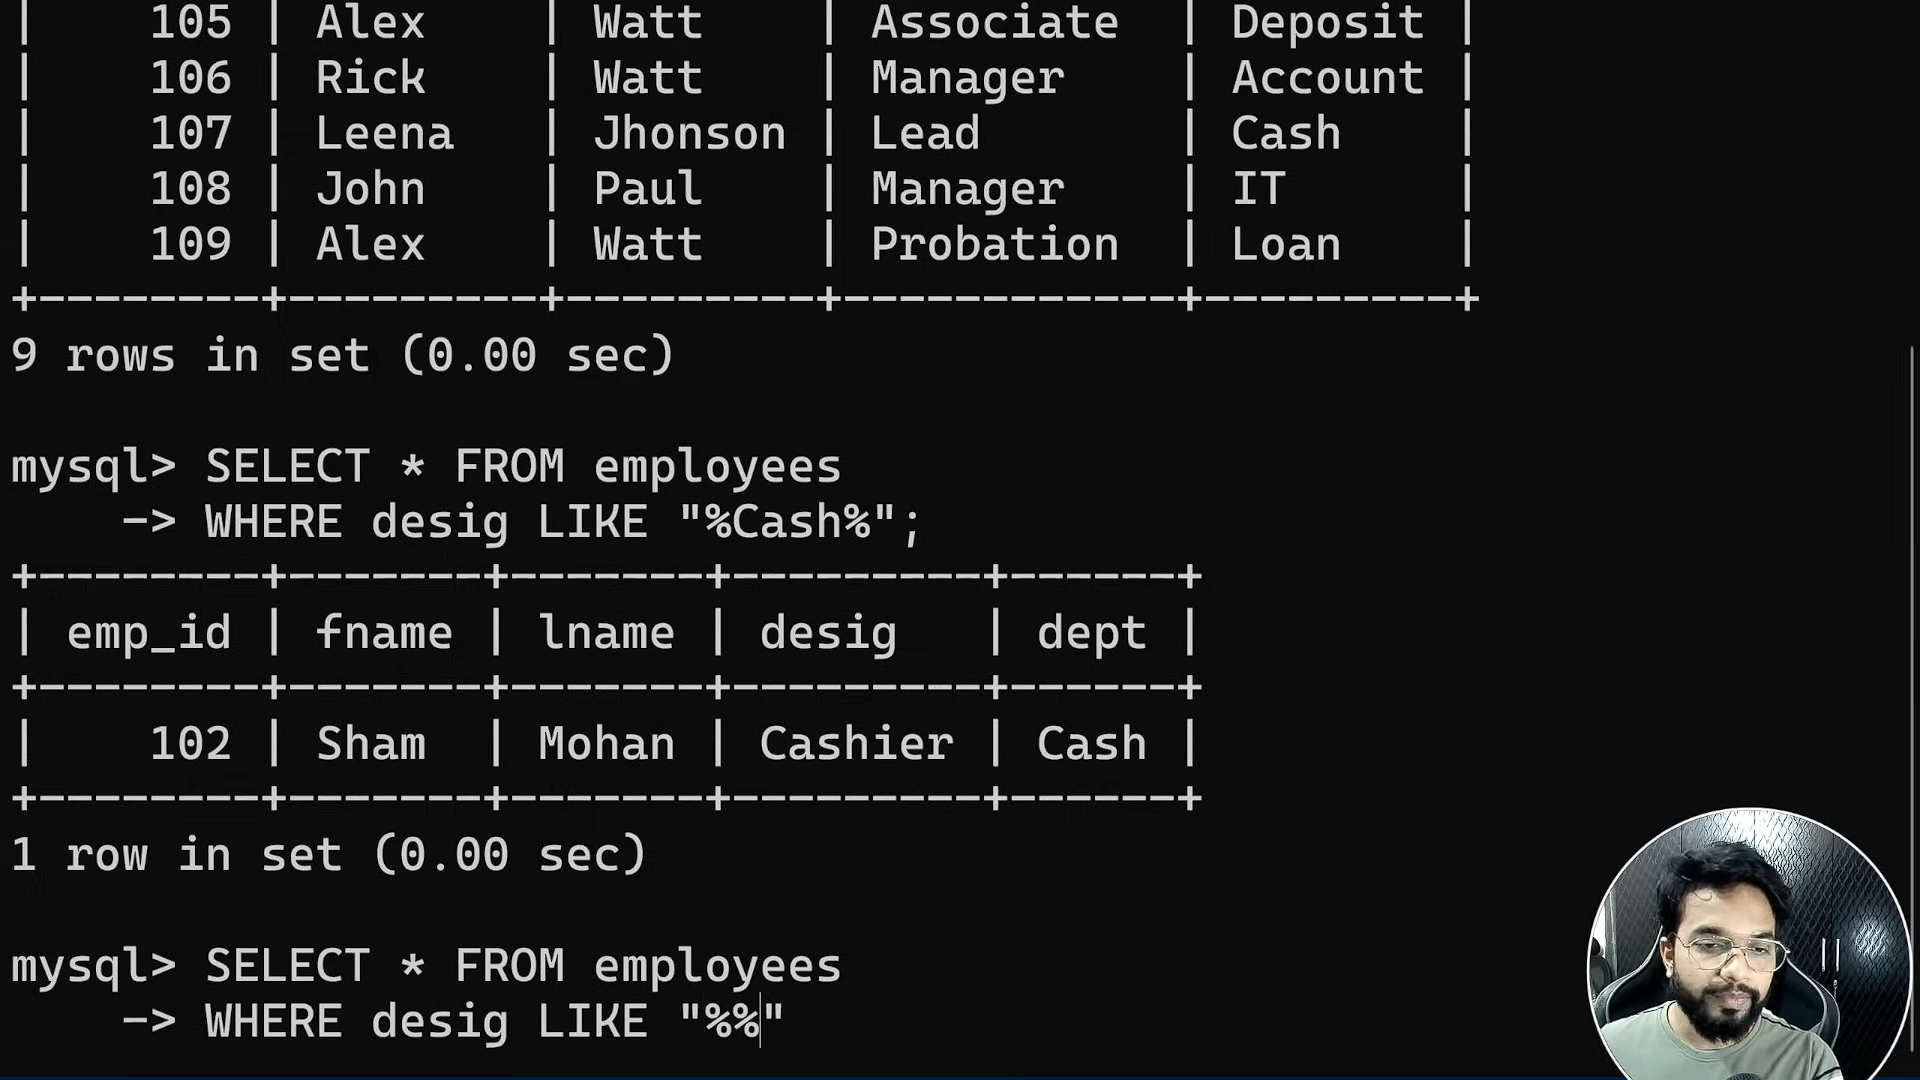 |    105 | Alex    | Watt    | Associate  | Deposit |
|    106 | Rick    | Watt    | Manager    | Account |
|    107 | Leena   | Jhonson | Lead       | Cash    |
|    108 | John    | Paul    | Manager    | IT      |
|    109 | Alex    | Watt    | Probation  | Loan    |
+--------+---------+---------+------------+---------+
9 rows in set (0.00 sec)
mysql> SELECT * FROM employees
    -> WHERE desig LIKE "%Cash%";
+--------+-------+-------+---------+------+
| emp_id | fname | lname | desig   | dept |
+--------+-------+-------+---------+------+
|    102 | Sham  | Mohan | Cashier | Cash |
+--------+-------+-------+---------+------+
1 row in set (0.00 sec)
mysql> SELECT * FROM employees
    -> WHERE desig LIKE "%%"